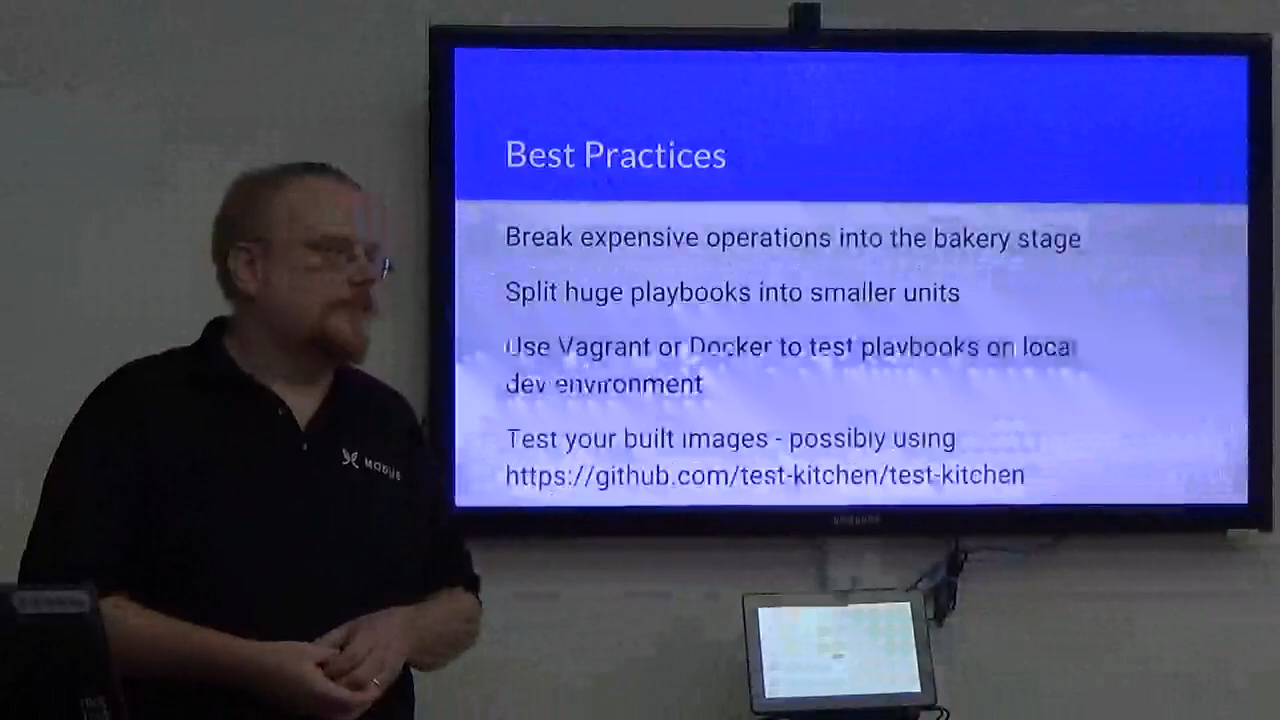 Best Practices
Break expensive operations into the bakery stage
Split huge playbooks into smaller units
Use Vagrant or Docker to test playbooks on local
dev environment
Test your built images - possibly using
https://github.com/test-kitchen/test-kitchen
MODUS
SAMSUNG